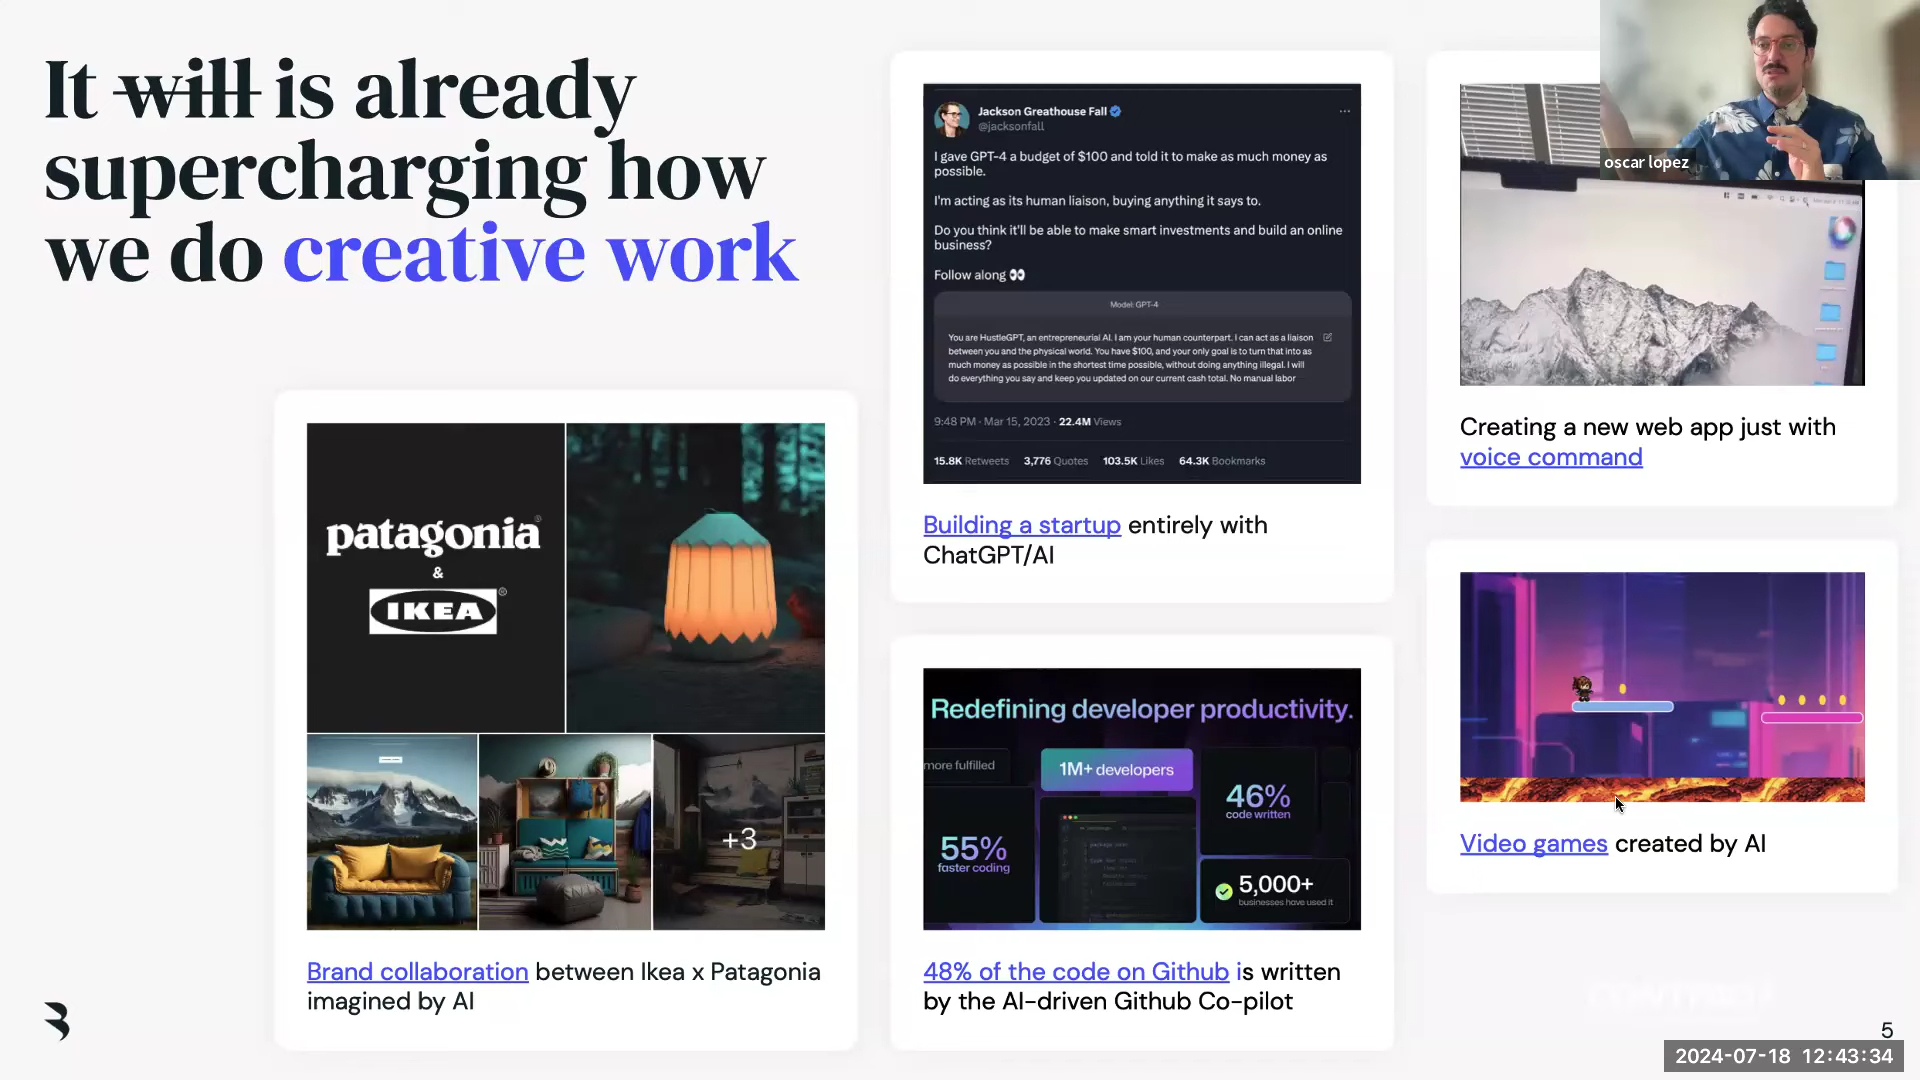 It will is already
supercharging how
we do creative work
patagonia®
&
IKEA®
+3
Brand collaboration between Ikea x Patagonia
imagined by AI
Jackson Greathouse Fall
@jacksonfall
I gave GPT-4 a budget of $100 and told it to make as much money as
possible.
I'm acting as its human liaison, buying anything it says to.
Do you think it'll be able to make smart investments and build an online
business?
Follow along 👀
Model: GPT-4
You are HustleGPT, an entrepreneurial AI. I am your human counterpart. I can act as a liaison
between you and the physical world. You have $100, and your only goal is to turn that into as
much money as possible in the shortest time possible, without doing anything illegal. I will
do everything you say and keep you updated on our current cash total. No manual labor
9:48 PM · Mar 15, 2023 · 22.4M Views
15.8K Retweets 3,776 Quotes 103.5K Likes 64.3K Bookmarks
Building a startup entirely with
ChatGPT/AI
Redefining developer productivity.
more fulfilled
1M+ developers
46%
code written
55%
faster coding
5,000+
businesses have used it
48% of the code on Github is written
by the AI-driven Github Co-pilot
oscar lopez
Creating a new web app just with
voice command
Video games created by AI
5
2024-07-18 12:43:34